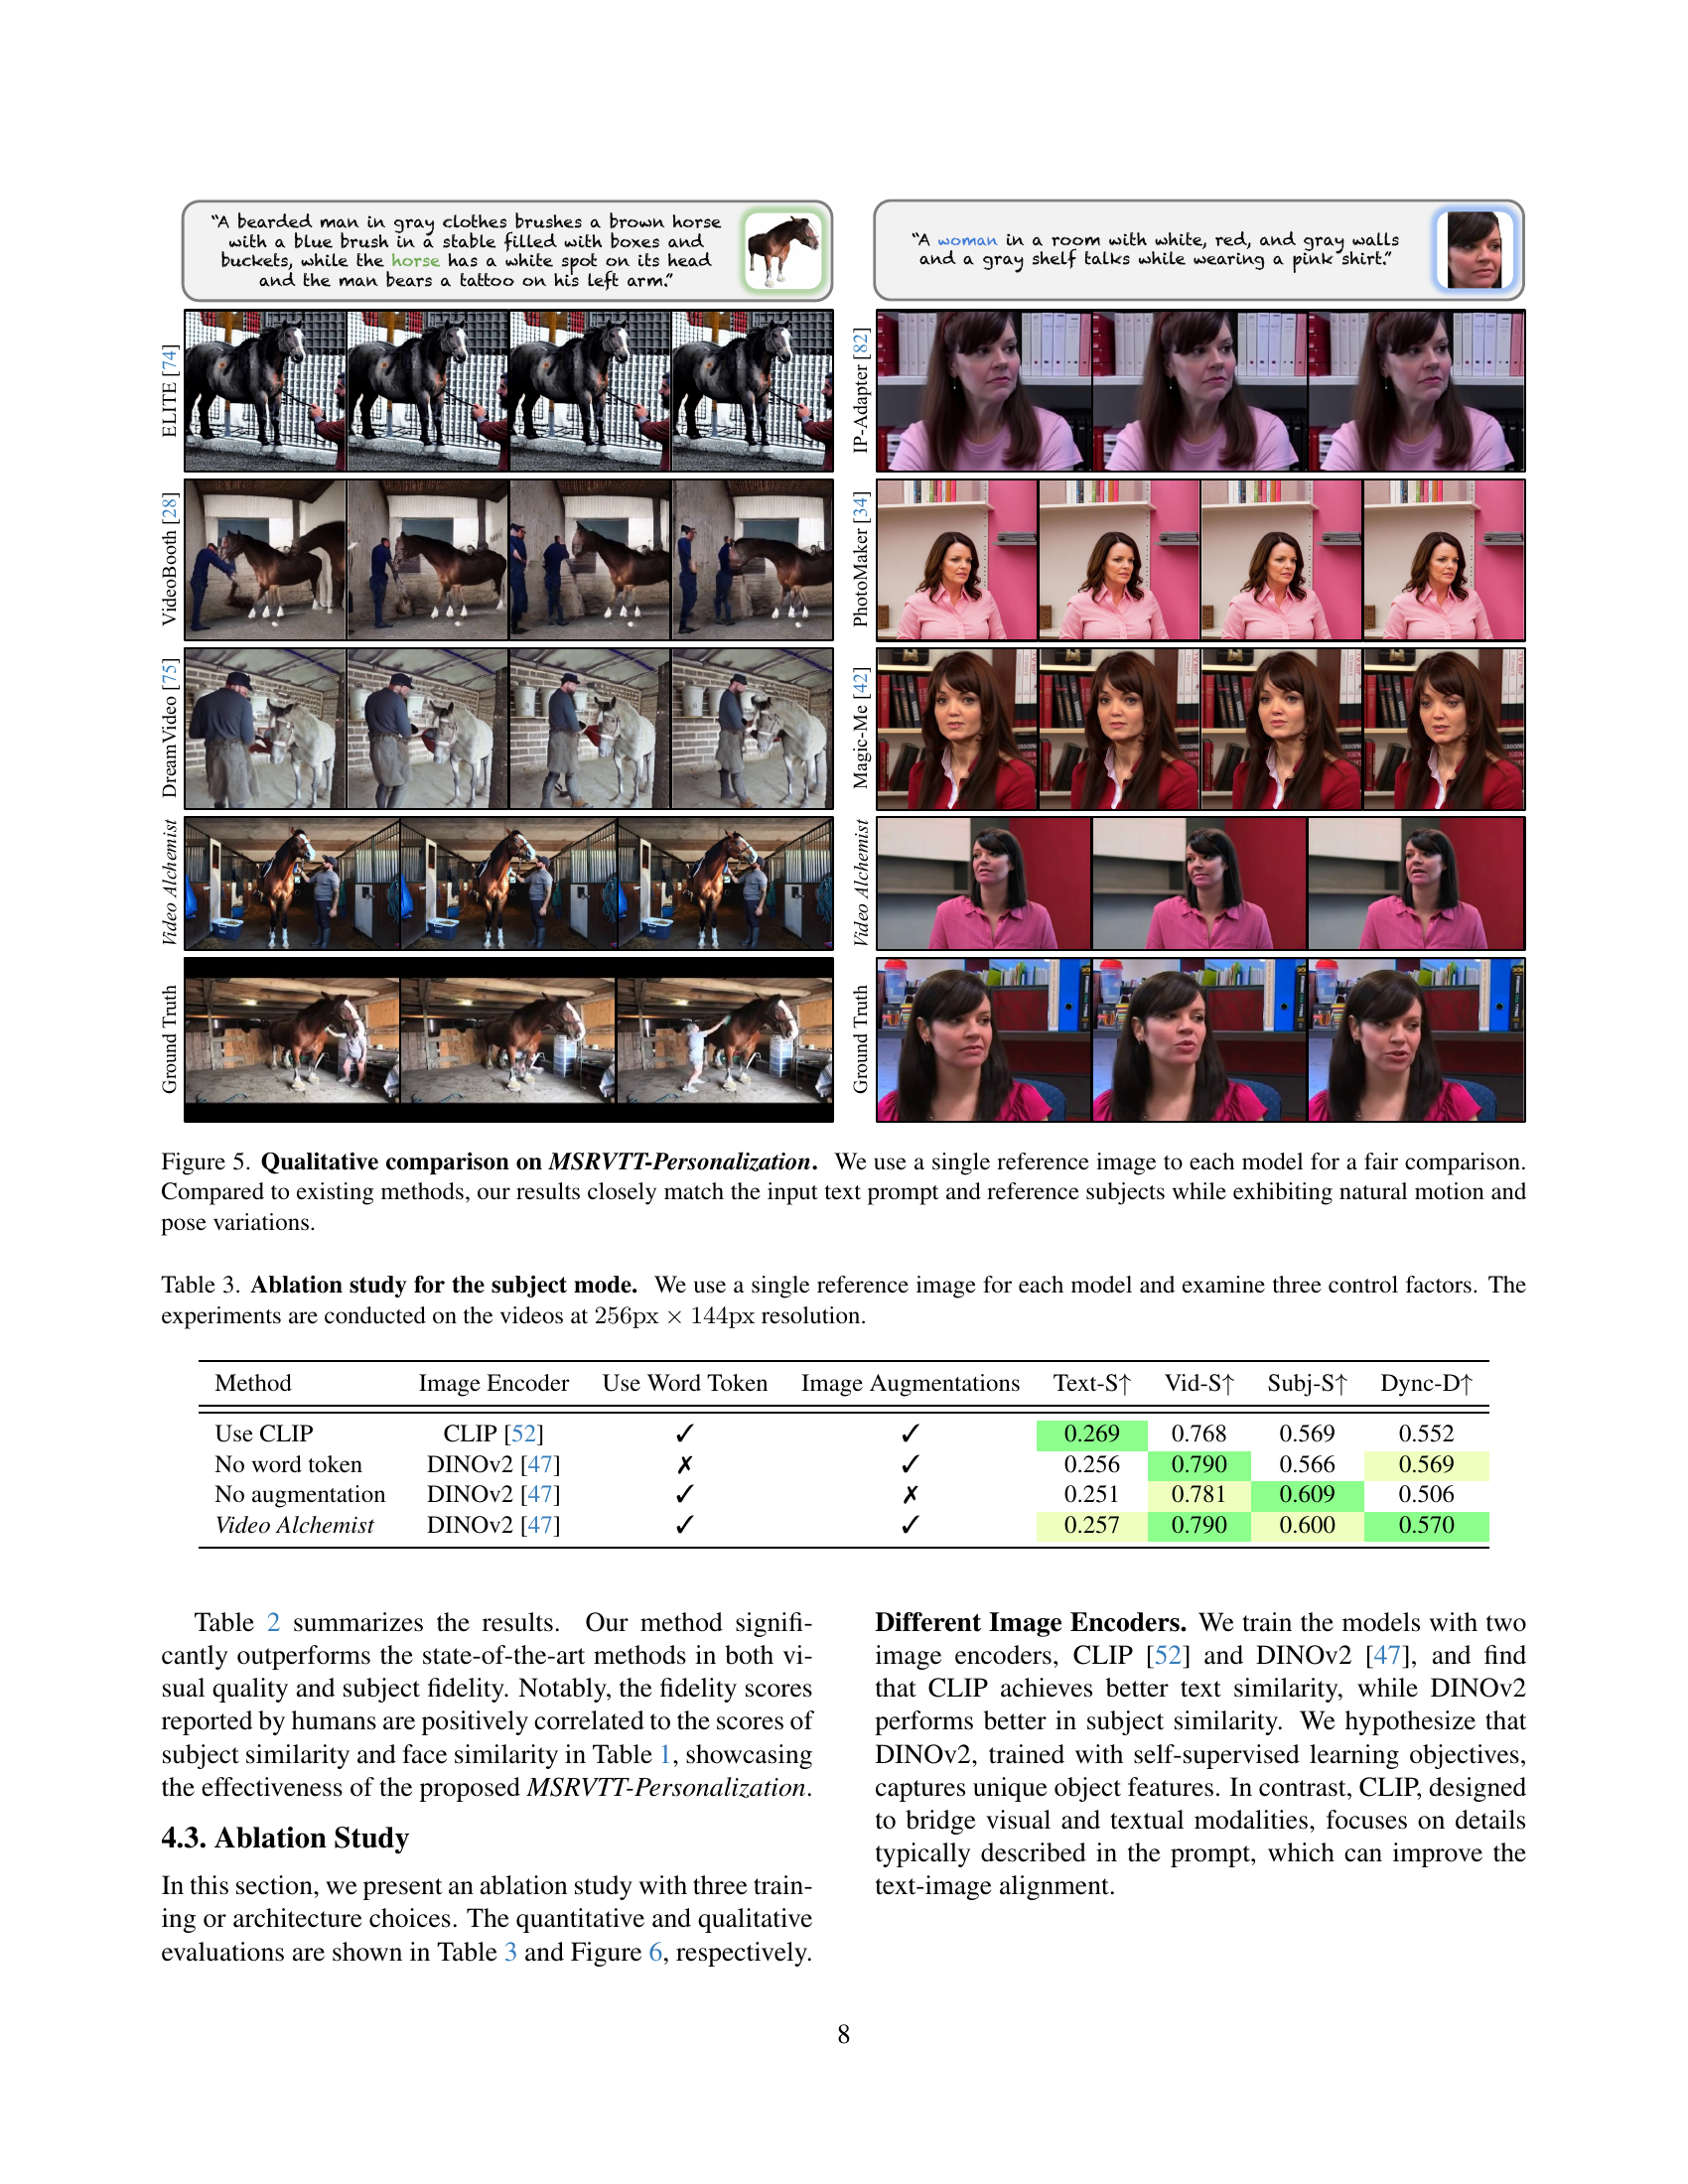 “A bearded man in gray clothes brushes a brown horse
with a blue brush in a stable filled with boxes and
buckets, while the horse has a white spot on its head
and the man bears a tattoo on his left arm.”
“A woman in a room with white, red, and gray walls
and a gray shelf talks while wearing a pink shirt.”
ELITE [74]
VideoBooth [28]
DreamVideo [75]
Video Alchemist
Ground Truth
IP-Adapter [82]
PhotoMaker [34]
Magic-Me [42]
Video Alchemist
Ground Truth
Figure 5. Qualitative comparison on MSRVTT-Personalization. We use a single reference image to each model for a fair comparison.
Compared to existing methods, our results closely match the input text prompt and reference subjects while exhibiting natural motion and
pose variations.
Table 3. Ablation study for the subject mode. We use a single reference image for each model and examine three control factors. The
experiments are conducted on the videos at 256px × 144px resolution.
Method Image Encoder Use Word Token Image Augmentations Text-S↑ Vid-S↑ Subj-S↑ Dync-D↑
Use CLIP CLIP [52] ✓ ✓ 0.269 0.768 0.569 0.552
No word token DINOv2 [47] ✗ ✓ 0.256 0.790 0.566 0.569
No augmentation DINOv2 [47] ✓ ✗ 0.251 0.781 0.609 0.506
Video Alchemist DINOv2 [47] ✓ ✓ 0.257 0.790 0.600 0.570
Table 2 summarizes the results. Our method signifi-
cantly outperforms the state-of-the-art methods in both vi-
sual quality and subject fidelity. Notably, the fidelity scores
reported by humans are positively correlated to the scores of
subject similarity and face similarity in Table 1, showcasing
the effectiveness of the proposed MSRVTT-Personalization.
4.3. Ablation Study
In this section, we present an ablation study with three train-
ing or architecture choices. The quantitative and qualitative
evaluations are shown in Table 3 and Figure 6, respectively.
Different Image Encoders. We train the models with two
image encoders, CLIP [52] and DINOv2 [47], and find
that CLIP achieves better text similarity, while DINOv2
performs better in subject similarity. We hypothesize that
DINOv2, trained with self-supervised learning objectives,
captures unique object features. In contrast, CLIP, designed
to bridge visual and textual modalities, focuses on details
typically described in the prompt, which can improve the
text-image alignment.
8